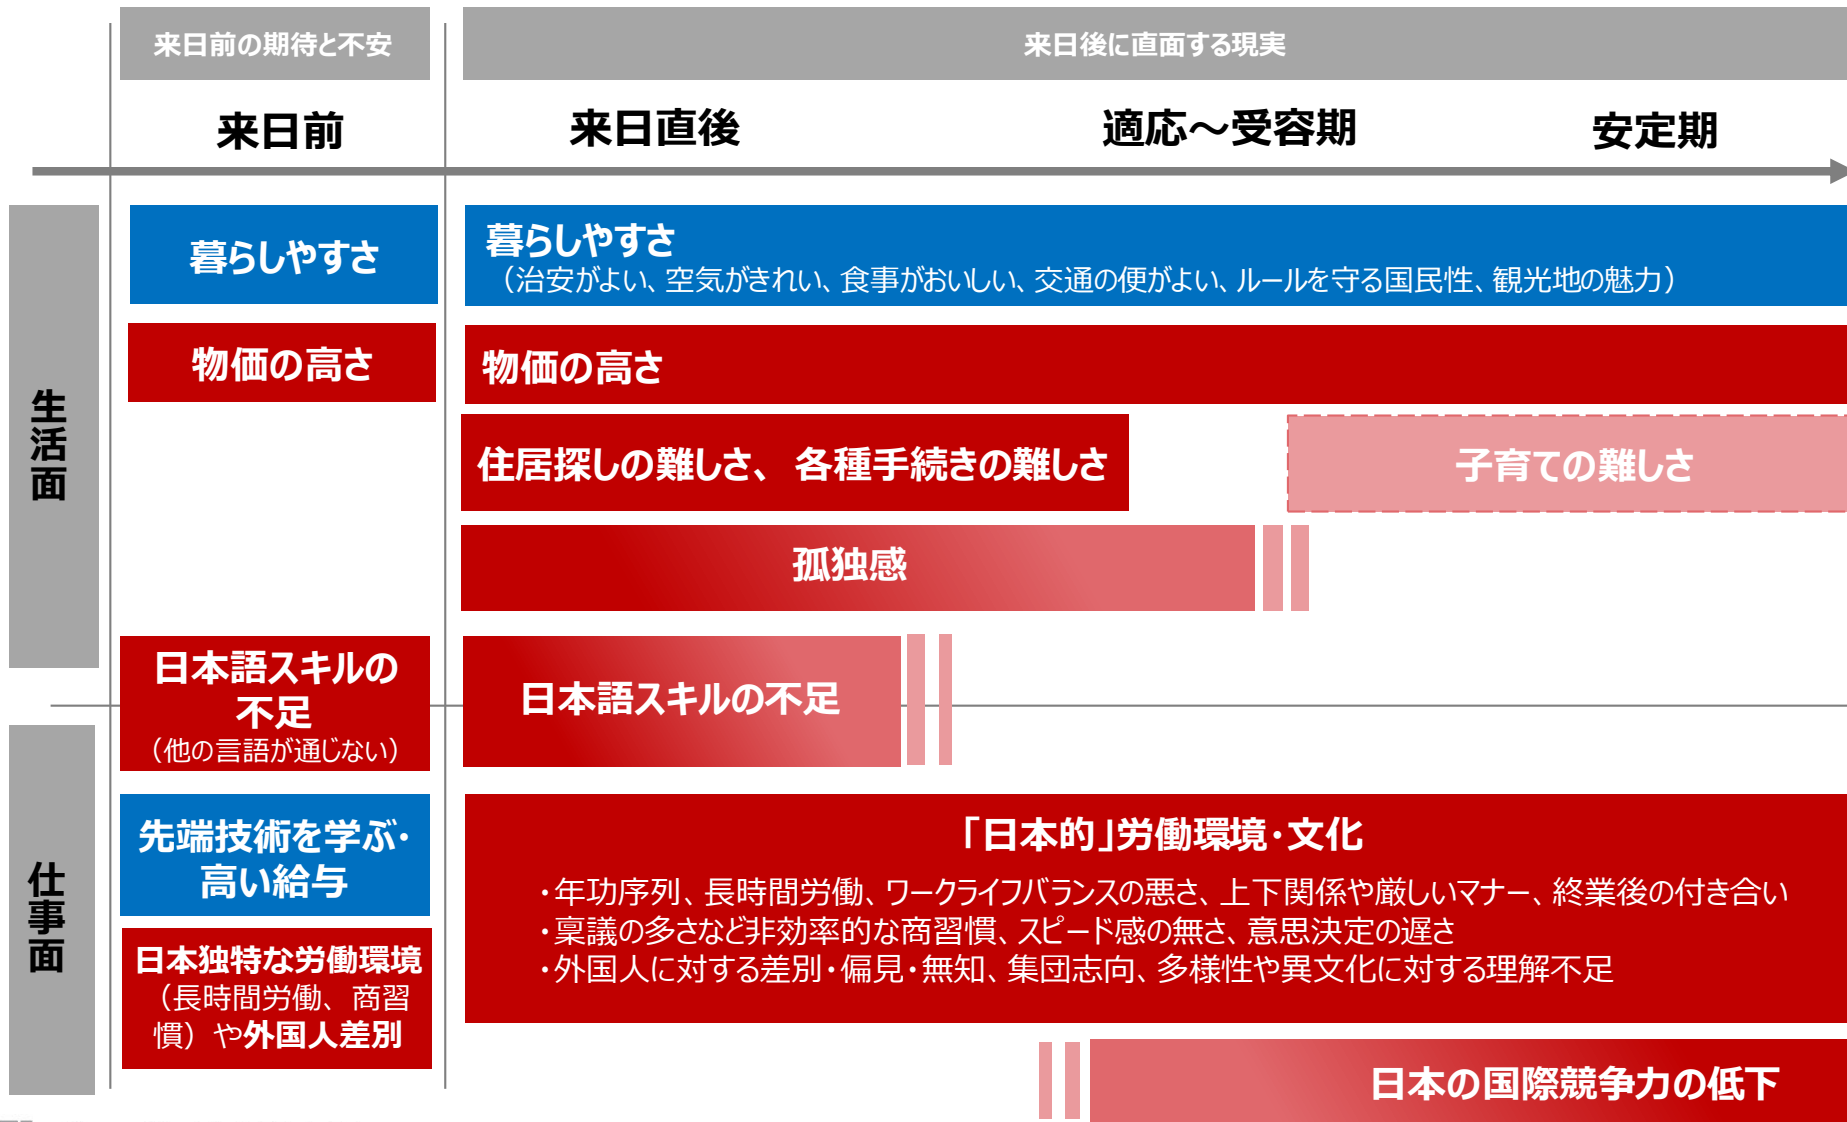 来日前の期待と不安
来日後に直面する現実
来日前
来日直後
適応～受容期
安定期
生活面
暮らしやすさ
暮らしやすさ
（治安がよい、空気がきれい、食事がおいしい、交通の便がよい、ルールを守る国民性、観光地の魅力）
物価の高さ
物価の高さ
住居探しの難しさ、各種手続きの難しさ
子育ての難しさ
孤独感
日本語スキルの
不足
（他の言語が通じない）
日本語スキルの不足
仕事面
先端技術を学ぶ・
高い給与
日本独特な労働環境
（長時間労働、商習
慣）や外国人差別
「日本的」労働環境・文化
・年功序列、長時間労働、ワークライフバランスの悪さ、上下関係や厳しいマナー、終業後の付き合い
・稟議の多さなど非効率的な商習慣、スピード感の無さ、意思決定の遅さ
・外国人に対する差別・偏見・無知、集団志向、多様性や異文化に対する理解不足
日本の国際競争力の低下